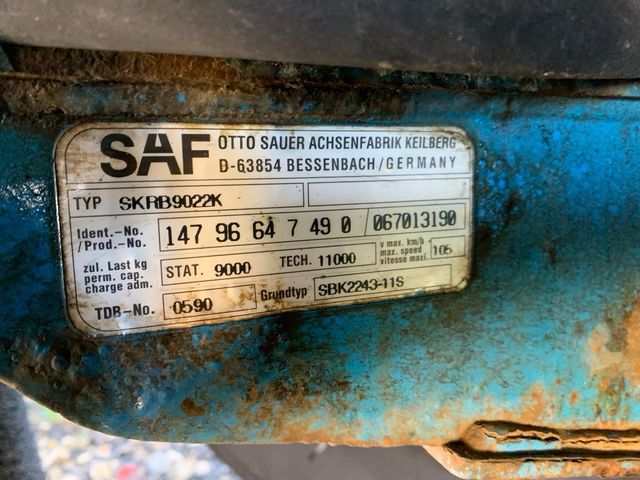 SAF OTTO SAUER ACHSENFABRIK KEILBERG
D-63854 BESSENBACH/GERMANY
TYP SKRB9022K
Ident.-No. /Prod.-No. 147 96 64 7 49 0 /067013190
zul. Last kg perm. cap. charge adm. STAT. 9000 TECH. 11000 v max. km/h max. speed vitesse maxi. 105
TDB-No. 0590 Grundtyp SBK2243-11S